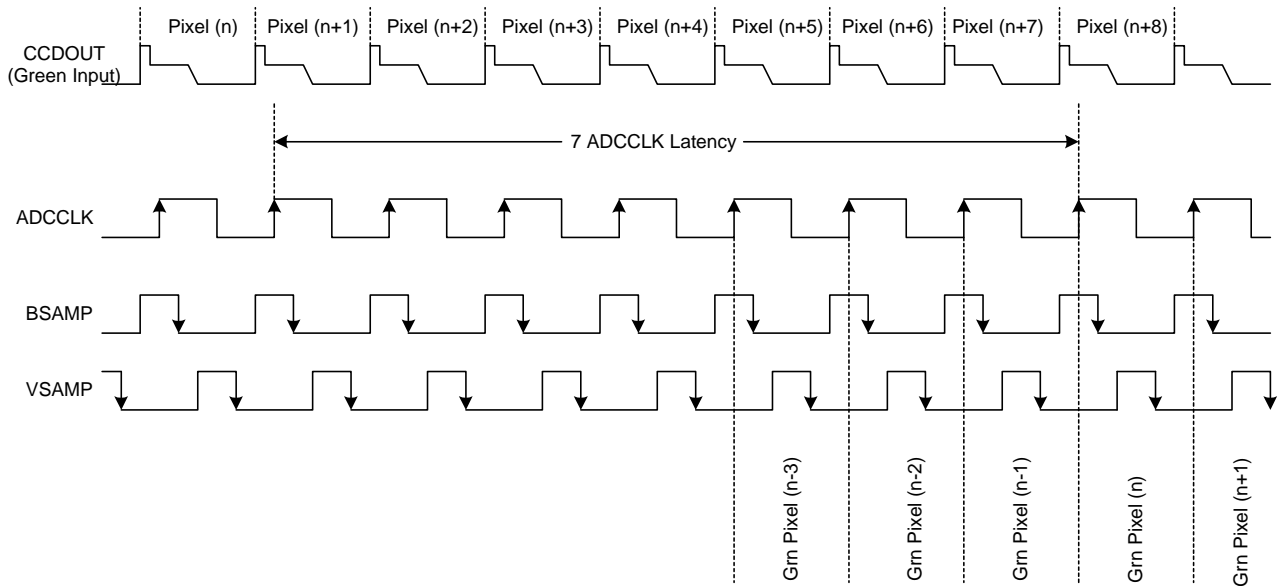 Pixel (n)
Pixel (n+1)
Pixel (n+2)
Pixel (n+3)
Pixel (n+4)
Pixel (n+5)
Pixel (n+6)
Pixel (n+7)
Pixel (n+8)
CCDOUT
(Green Input)
7 ADCCLK Latency
ADCCLK
BSAMP
VSAMP
Grn Pixel (n-3)
Grn Pixel (n-2)
Grn Pixel (n-1)
Grn Pixel (n)
Grn Pixel (n+1)